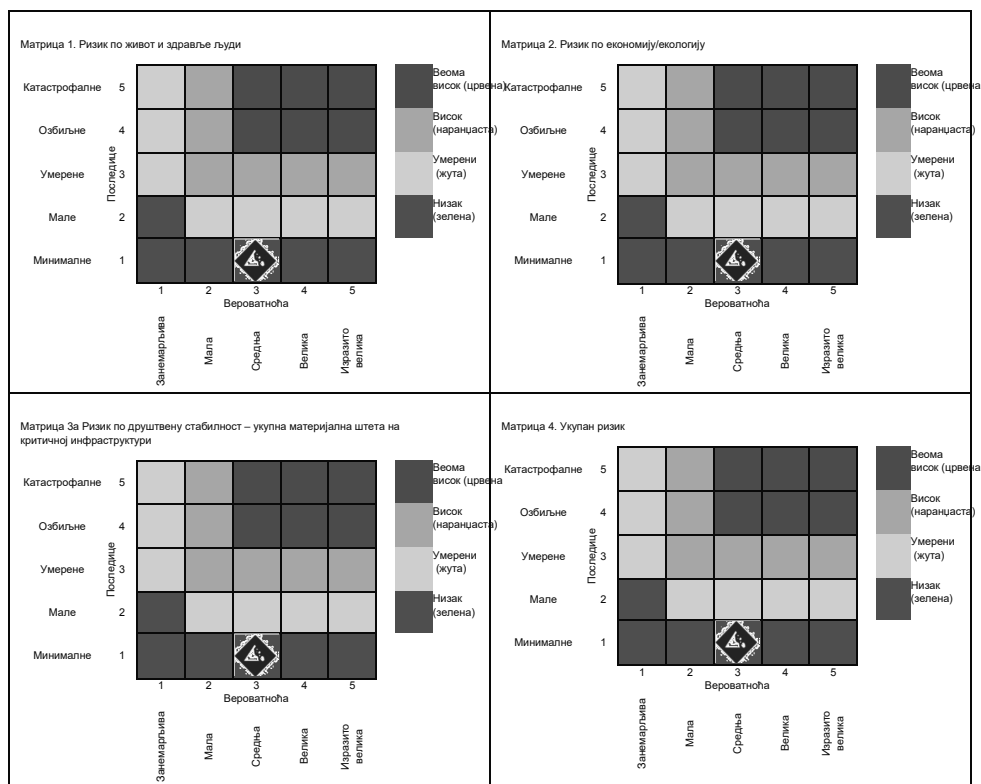 Матрица 1. Ризик по живот и здравље људи
Катастрофалне 5
Озбиљне 4
Умерене 3
Мале 2
Минималне 1
Последице
1 2 3 4 5
Вероватноћа
Занемарљива
Мала
Средња
Велика
Изразито
велика
Веома
висок (црвена)
Висок
(наранџаста)
Умерени
(жута)
Низак
(зелена)
Матрица 2. Ризик по економију/екологију
Катастрофалне 5
Озбиљне 4
Умерене 3
Мале 2
Минималне 1
Последице
1 2 3 4 5
Вероватноћа
Занемарљива
Мала
Средња
Велика
Изразито
велика
Веома
висок (црвена
Висок
(наранџаста)
Умерени
(жута)
Низак
(зелена)
Матрица 3а Ризик по друштвену стабилност – укупна материјална штета на
критичној инфраструктури
Катастрофалне 5
Озбиљне 4
Умерене 3
Мале 2
Минималне 1
Последице
1 2 3 4 5
Вероватноћа
Занемарљива
Мала
Средња
Велика
Изразито
велика
Веома
висок (црвена
Висок
(наранџаста)
Умерени
(жута)
Низак
(зелена)
Матрица 4. Укупан ризик
Катастрофалне 5
Озбиљне 4
Умерене 3
Мале 2
Минималне 1
Последице
1 2 3 4 5
Вероватноћа
Занемарљива
Мала
Средња
Велика
Изразито
велика
Веома
висок (црвена
Висок
(наранџаста)
Умерени
(жута)
Низак
(зелена)